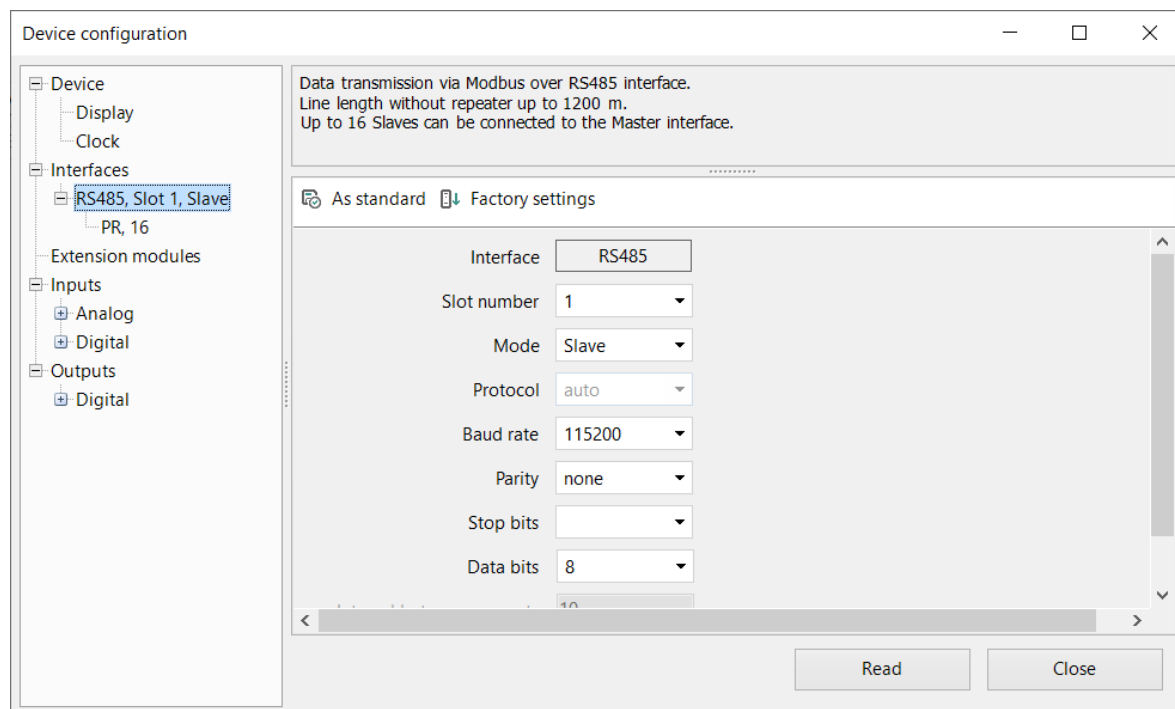 Device configuration
Device
Display
Clock
Interfaces
RS485, Slot 1, Slave
PR, 16
Extension modules
Inputs
Analog
Digital
Outputs
Digital
Data transmission via Modbus over RS485 interface.
Line length without repeater up to 1200 m.
Up to 16 Slaves can be connected to the Master interface.
As standard Factory settings
Interface RS485
Slot number 1
Mode Slave
Protocol auto
Baud rate 115200
Parity none
Stop bits
Data bits 8
10
Read Close